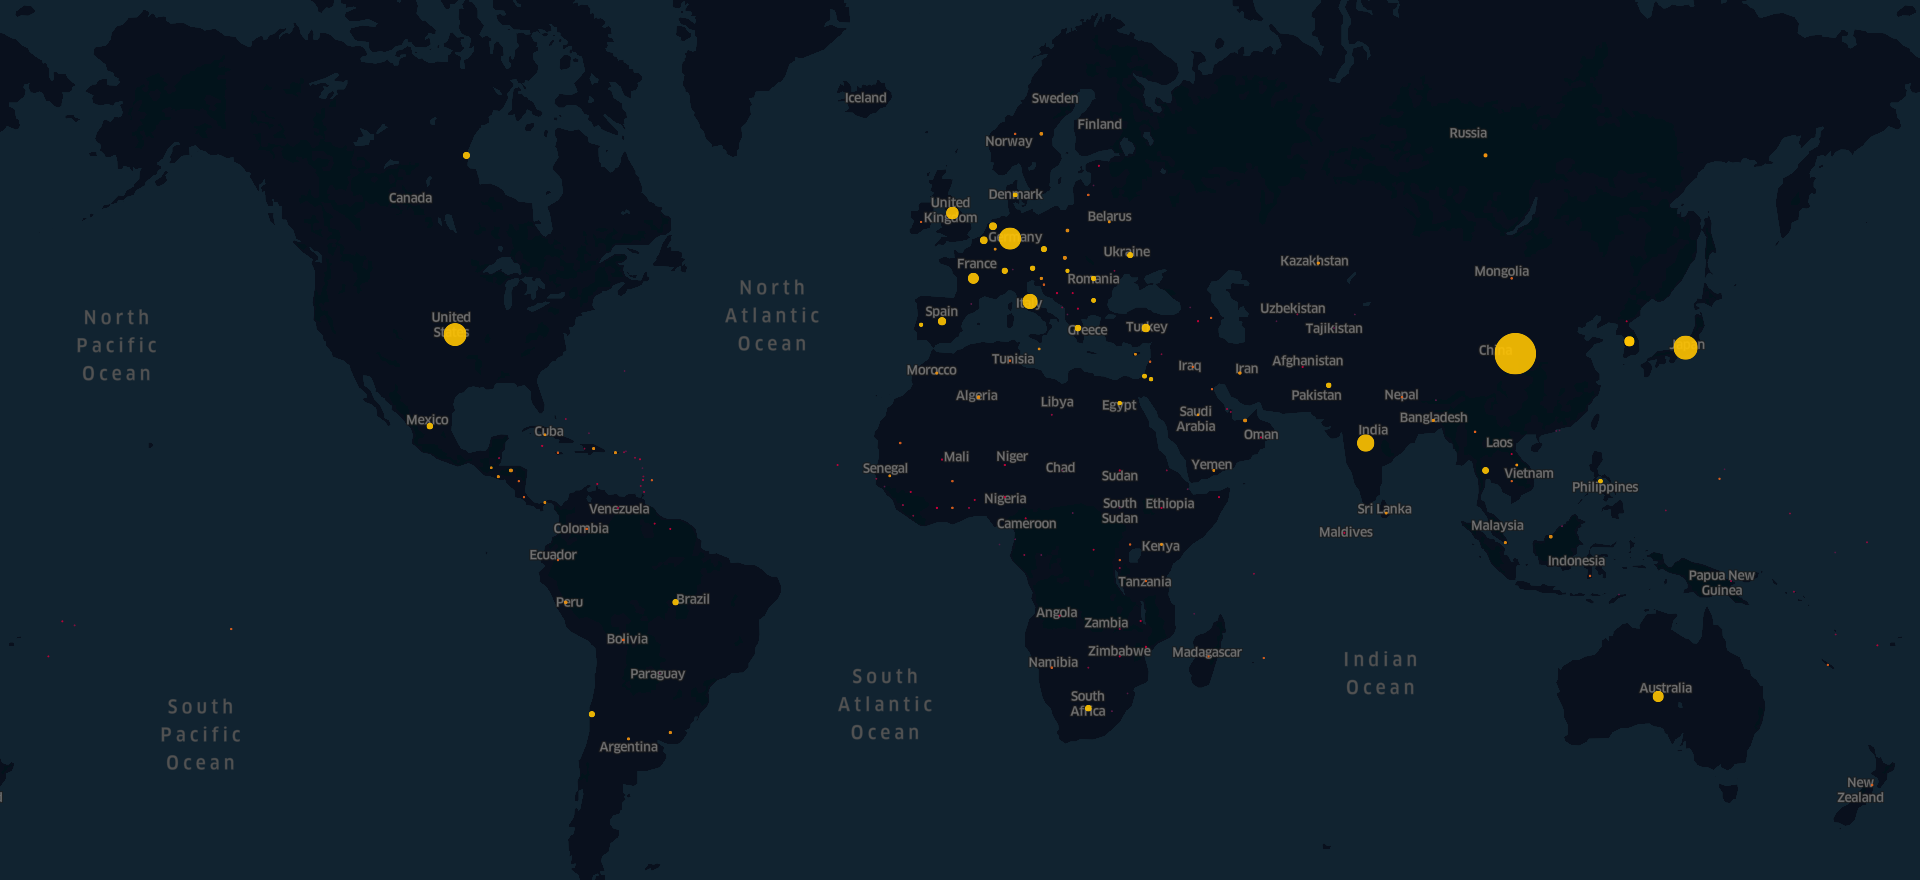 Iceland
Sweden
Finland
Norway
Russia
Canada
Denmark
United
Kingdom
Belarus
Germany
Ukraine
France
Kazakhstan
Mongolia
Romania
North
Atlantic
Ocean
Italy
Spain
Uzbekistan
North
Pacific
Ocean
United
States
Greece
Turkey
Tajikistan
China
Japan
Tunisia
Morocco
Iraq
Iran
Afghanistan
Algeria
Libya
Egypt
Pakistan
Nepal
Saudi
Arabia
Bangladesh
Mexico
Cuba
Oman
India
Laos
Senegal
Mali
Niger
Chad
Sudan
Yemen
Vietnam
Philippines
Nigeria
South
Sudan
Ethiopia
Venezuela
Colombia
Cameroon
Sri Lanka
Maldives
Malaysia
Ecuador
Kenya
Indonesia
Tanzania
Papua New
Guinea
Peru
Brazil
Angola
Zambia
Bolivia
Zimbabwe
Madagascar
Namibia
Paraguay
Indian
Ocean
South
Atlantic
Ocean
South
Africa
Australia
South
Pacific
Ocean
Argentina
New
Zealand